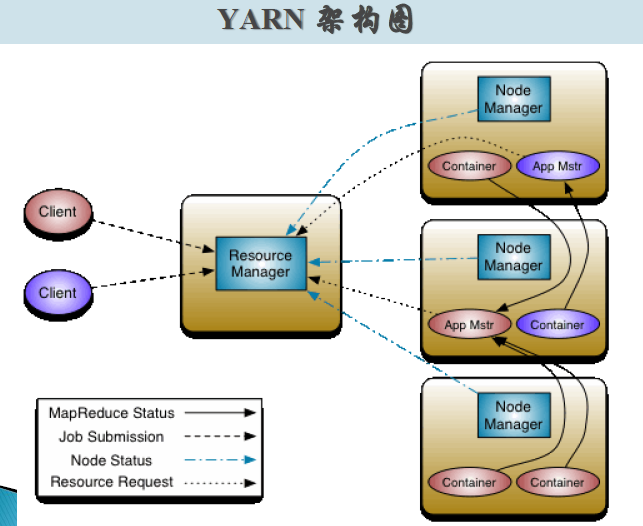 YARN 架构图
Node
Manager
Container
App Mstr
Client
Client
Resource
Manager
Node
Manager
App Mstr
Container
Node
Manager
Container
Container
MapReduce Status
Job Submission
Node Status
Resource Request